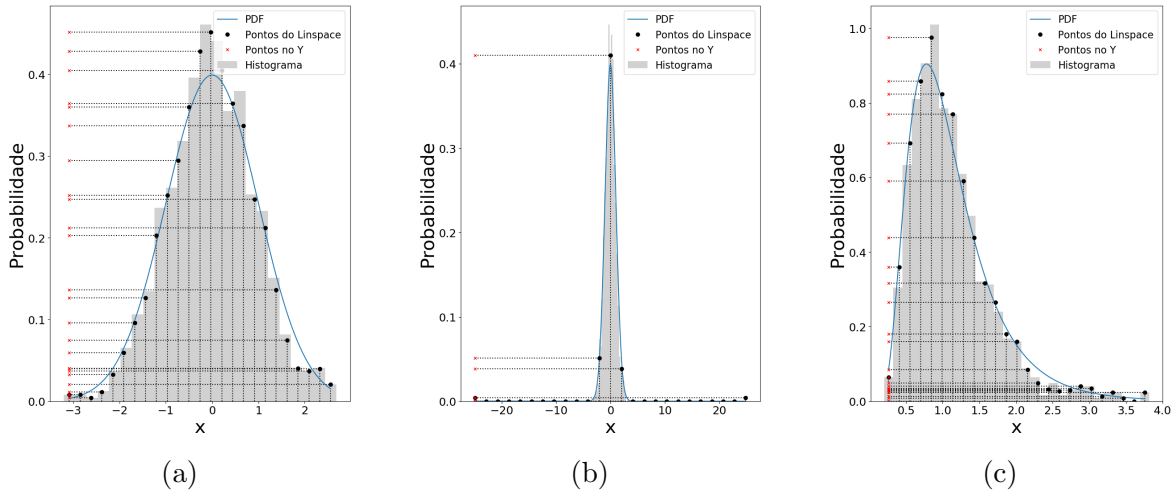 PDF
Pontos do Linspace
Pontos no Y
Histograma
Probabilidade
0.4
0.3
0.2
0.1
0.0
−3 −2 −1 0 1 2
x
(a)
PDF
Pontos do Linspace
Pontos no Y
Histograma
Probabilidade
0.4
0.3
0.2
0.1
0.0
−20 −10 0 10 20
x
(b)
PDF
Pontos do Linspace
Pontos no Y
Histograma
Probabilidade
1.0
0.8
0.6
0.4
0.2
0.0
0.5 1.0 1.5 2.0 2.5 3.0 3.5 4.0
x
(c)